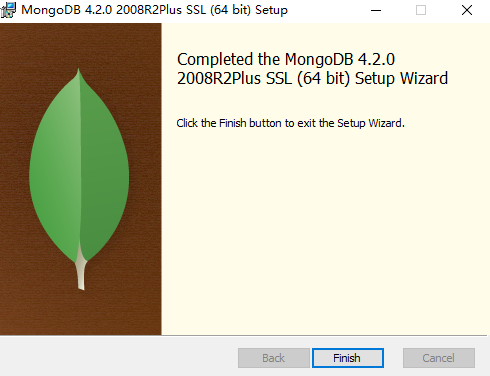 MongoDB 4.2.0 2008R2Plus SSL (64 bit) Setup
Completed the MongoDB 4.2.0
2008R2Plus SSL (64 bit) Setup Wizard
Click the Finish button to exit the Setup Wizard.
Back
Finish
Cancel